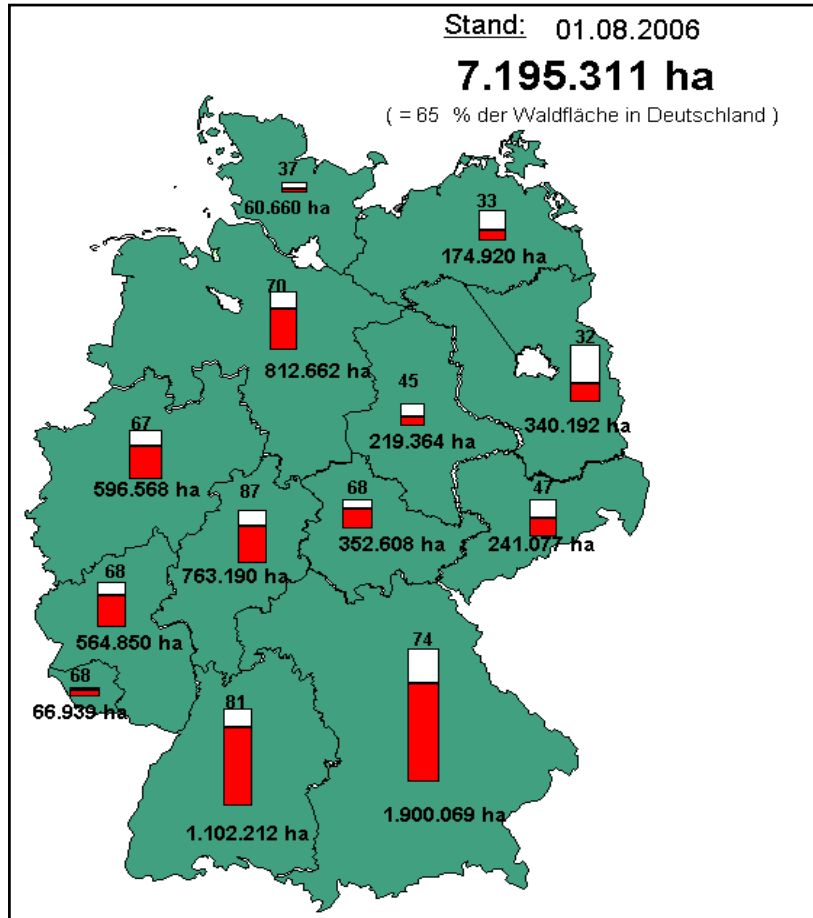 Stand: 01.08.2006
7.195.311 ha
( = 65 % der Waldfläche in Deutschland )
37
60.660 ha
33
174.920 ha
70
812.662 ha
32
340.192 ha
45
219.364 ha
67
596.568 ha
87
763.190 ha
68
352.608 ha
47
241.077 ha
68
564.850 ha
68
66.939 ha
81
1.102.212 ha
74
1.900.069 ha